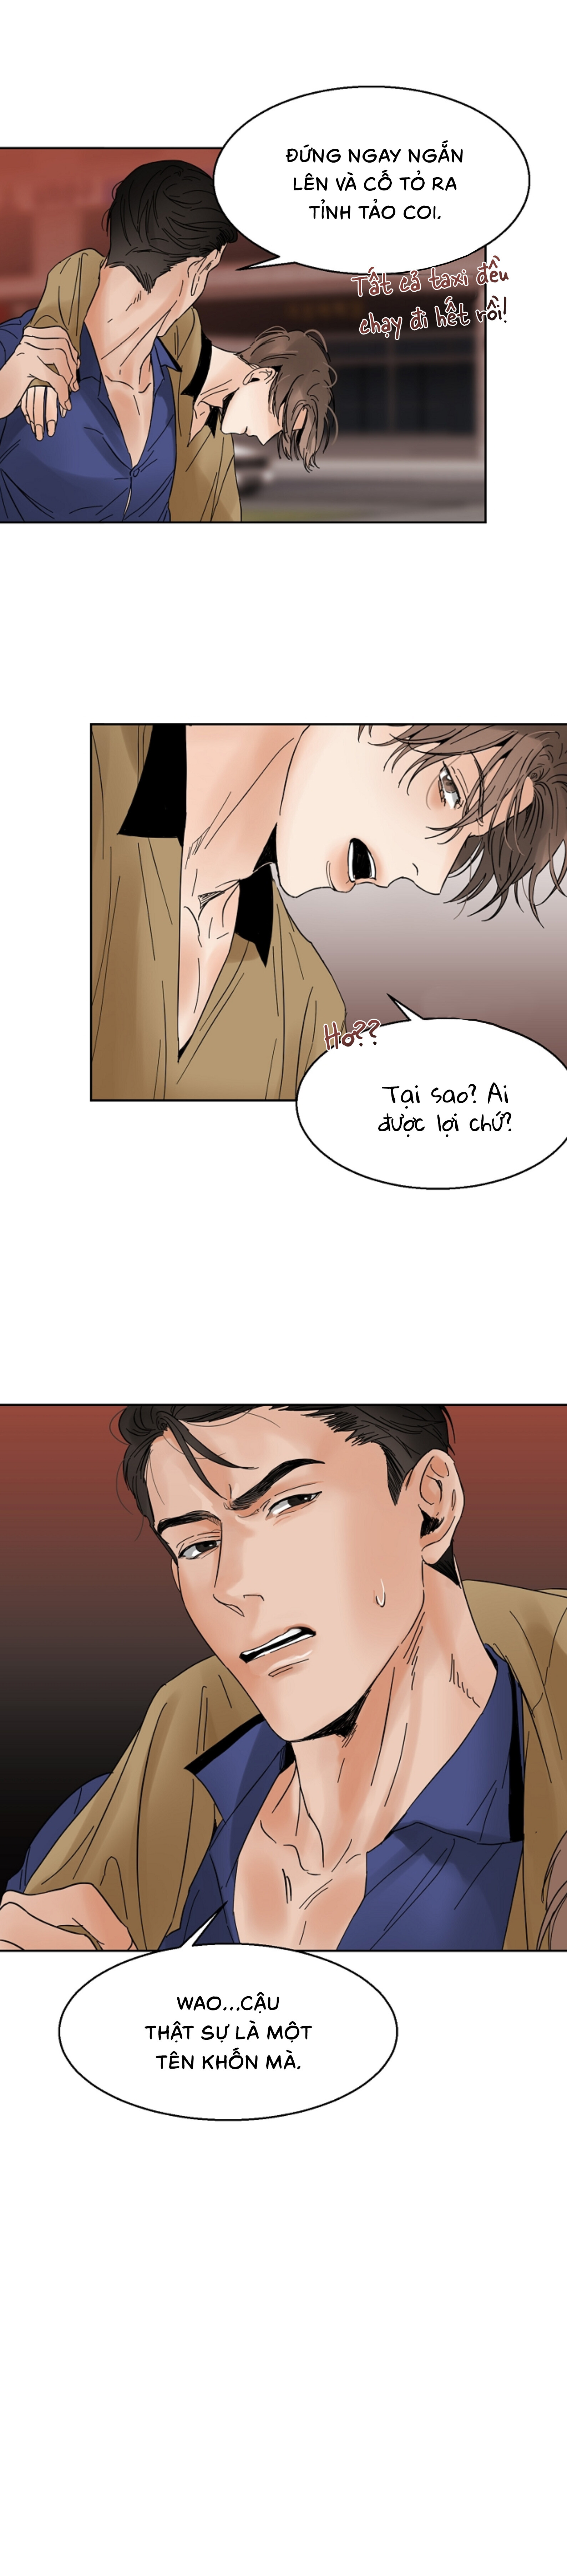 ĐỨNG NGAY NGẮN
LÊN VÀ CỐ TỎ RA
TỈNH TÁO COI.
Tất cả taxi đều
chạy đi hết rồi!
Hơ??
Tại sao? Ai
được lợi chứ?
WAO...CẬU
THẬT SỰ LÀ MỘT
TÊN KHỐN MÀ.